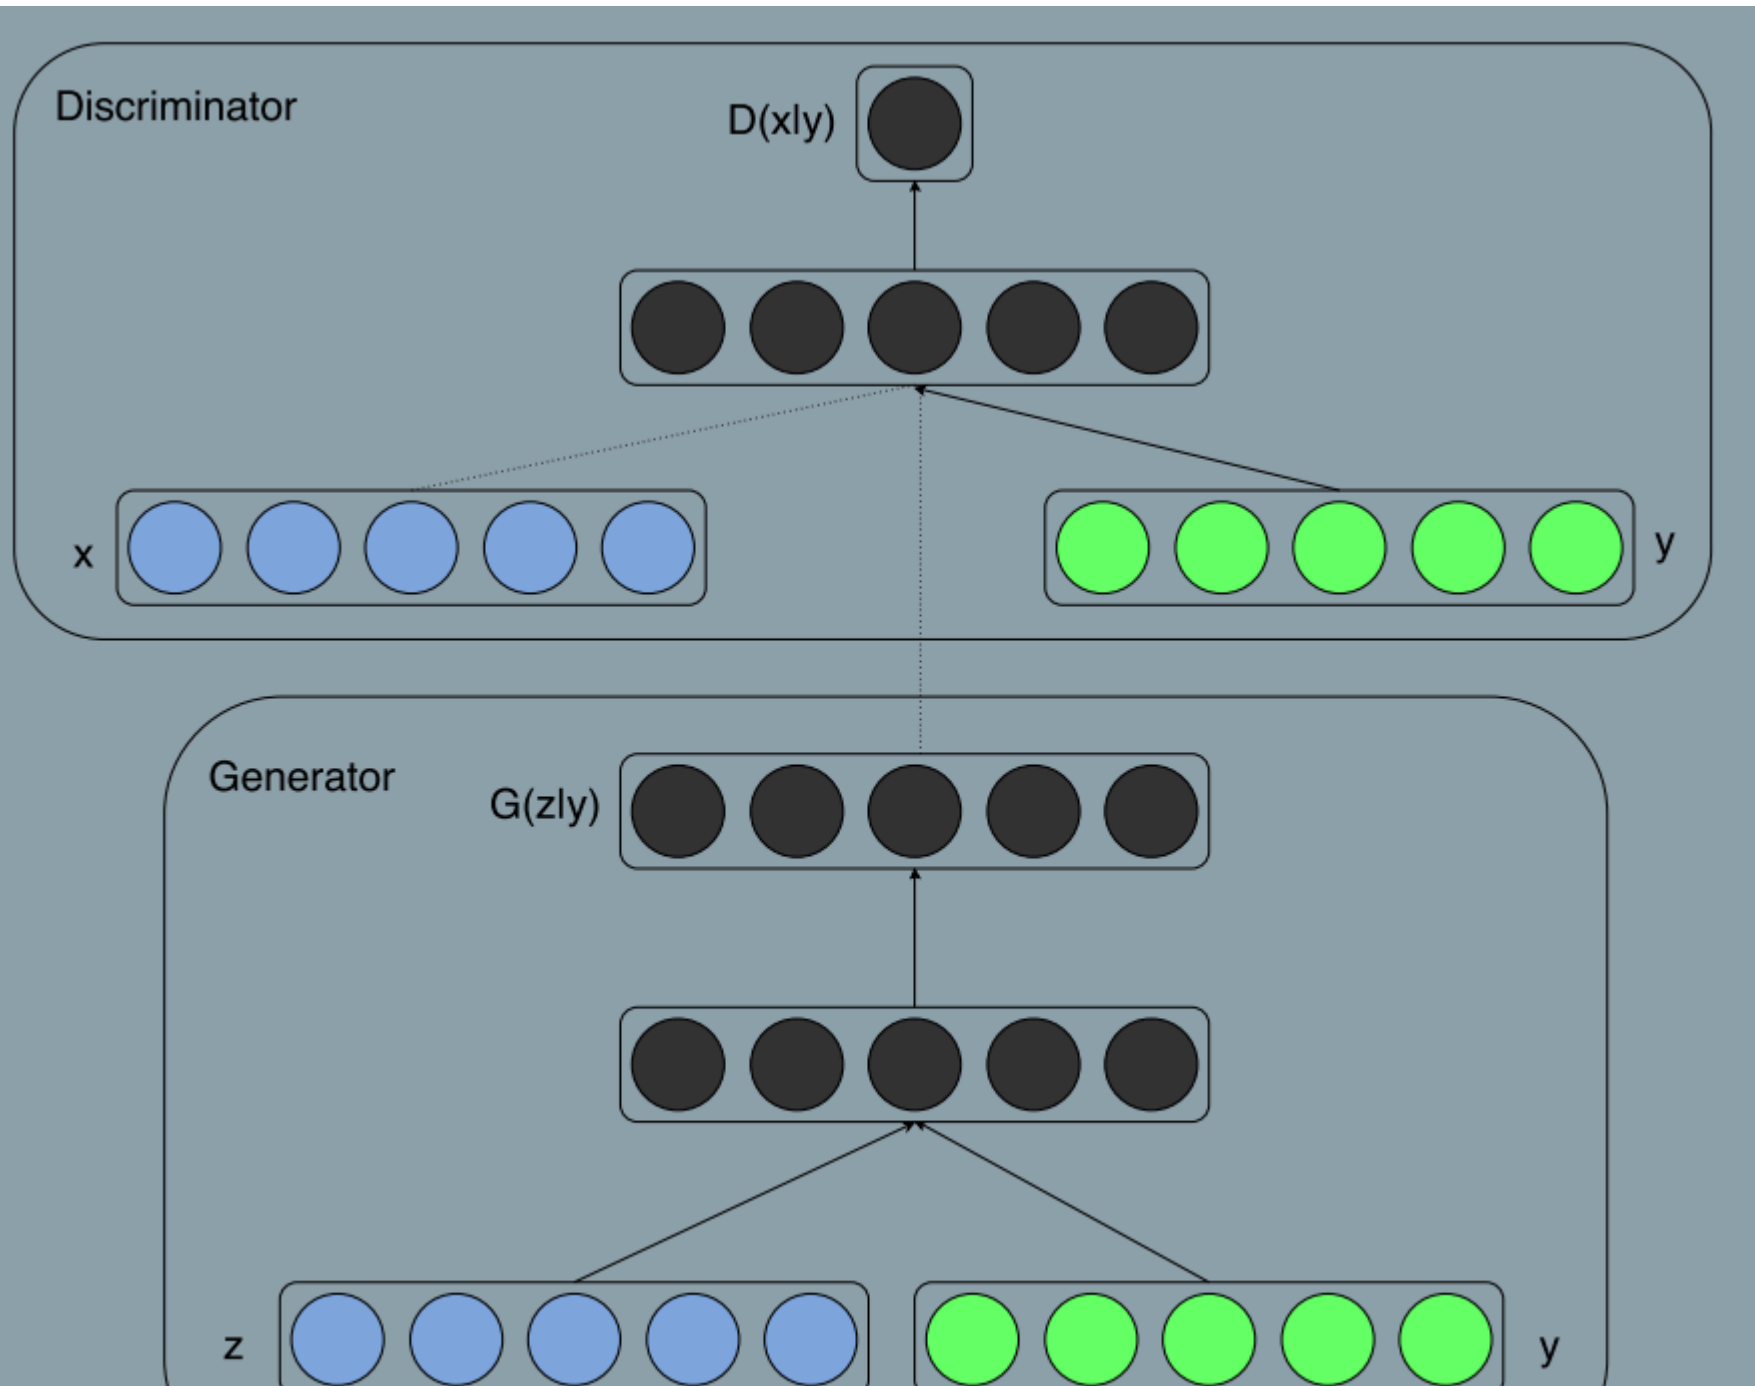 Discriminator
D(x|y)
x
y
Generator
G(z|y)
z
y